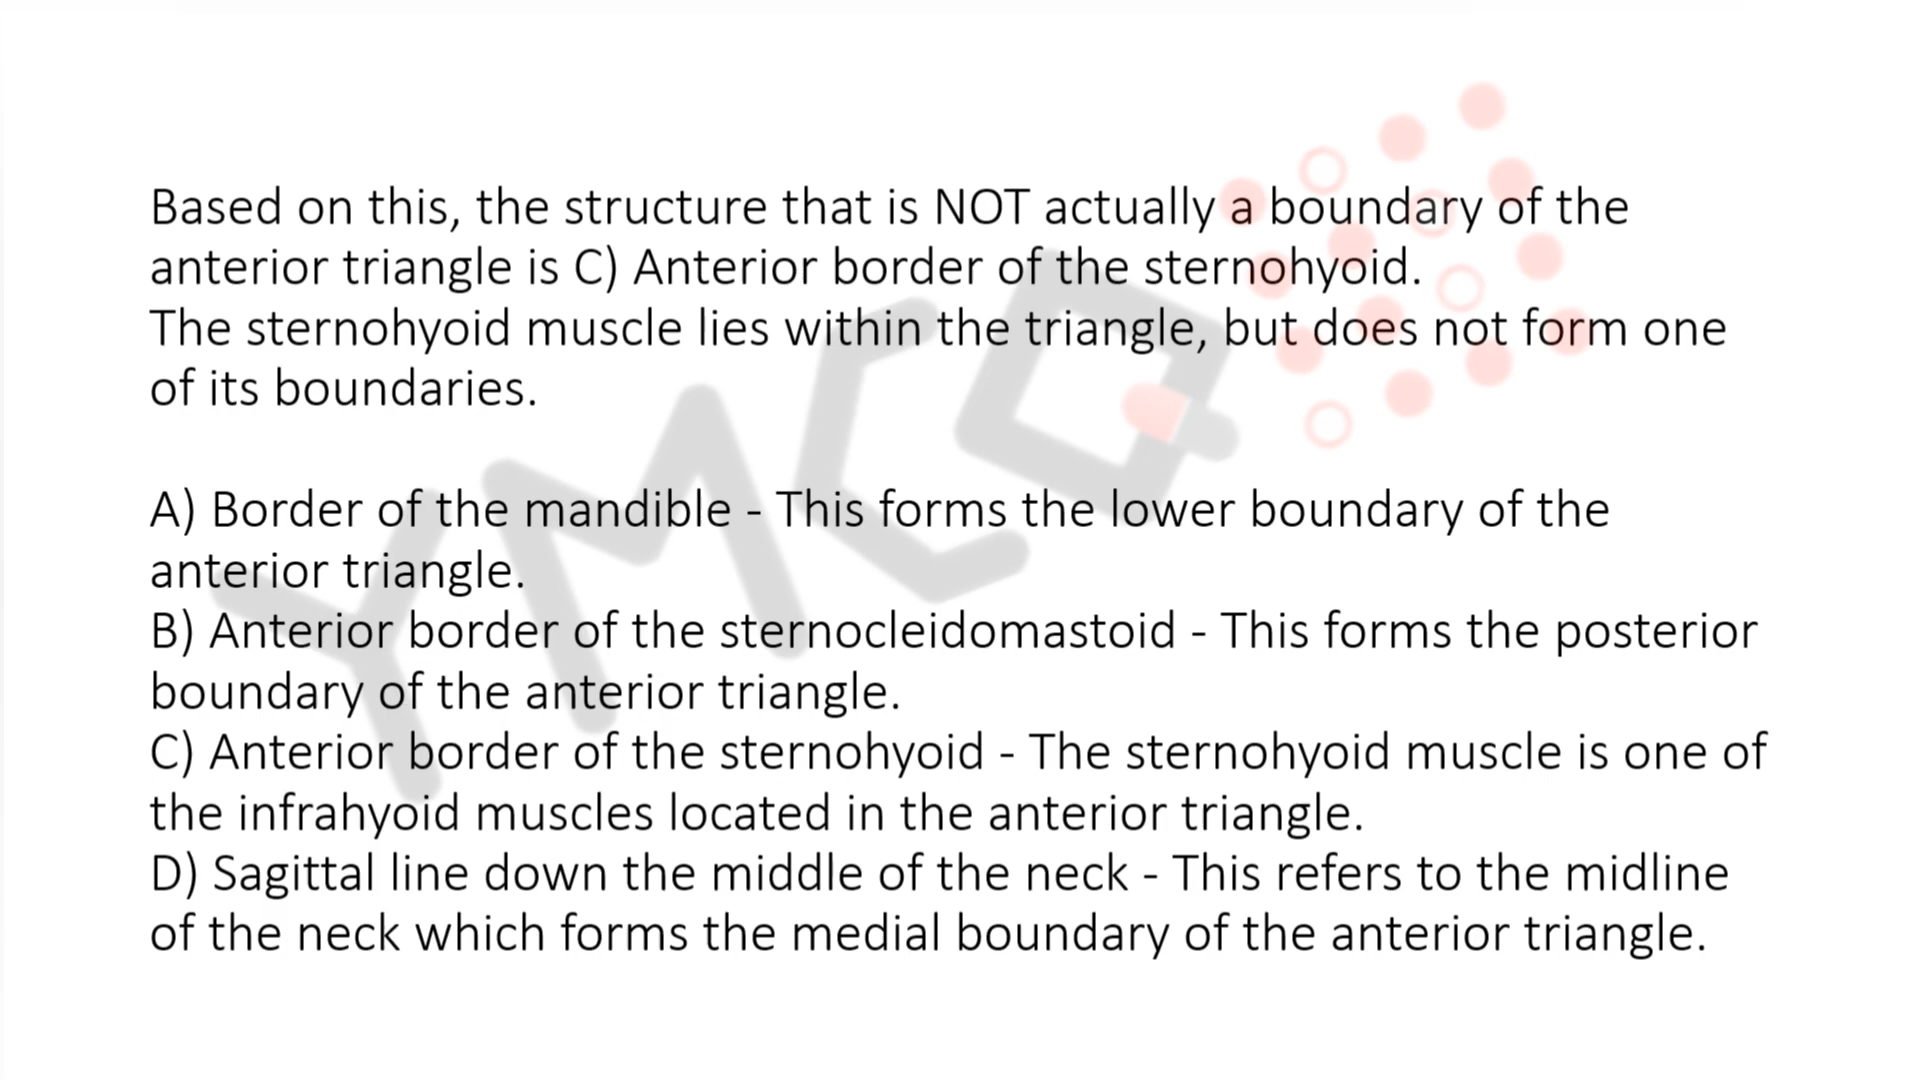 Based on this, the structure that is NOT actually a boundary of the
anterior triangle is C) Anterior border of the sternohyoid.
The sternohyoid muscle lies within the triangle, but does not form one
of its boundaries.
A) Border of the mandible - This forms the lower boundary of the
anterior triangle.
B) Anterior border of the sternocleidomastoid - This forms the posterior
boundary of the anterior triangle.
C) Anterior border of the sternohyoid - The sternohyoid muscle is one of
the infrahyoid muscles located in the anterior triangle.
D) Sagittal line down the middle of the neck - This refers to the midline
of the neck which forms the medial boundary of the anterior triangle.
YMCQ